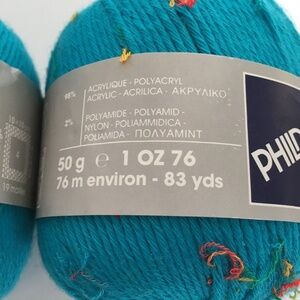 98%
ACRYLIQUE - POLYACRYL
ACRYLIC - ACRILICA - ΑΚΡΥΛΙΚΟ
2%
POLYAMIDE - POLYAMID -
NYLON - POLIAMMIDICA -
POLIAMIDA - ΠΟΛΥΑΜΙΝΤ
50 g e 1 OZ 76
76 m environ - 83 yds
PHILD